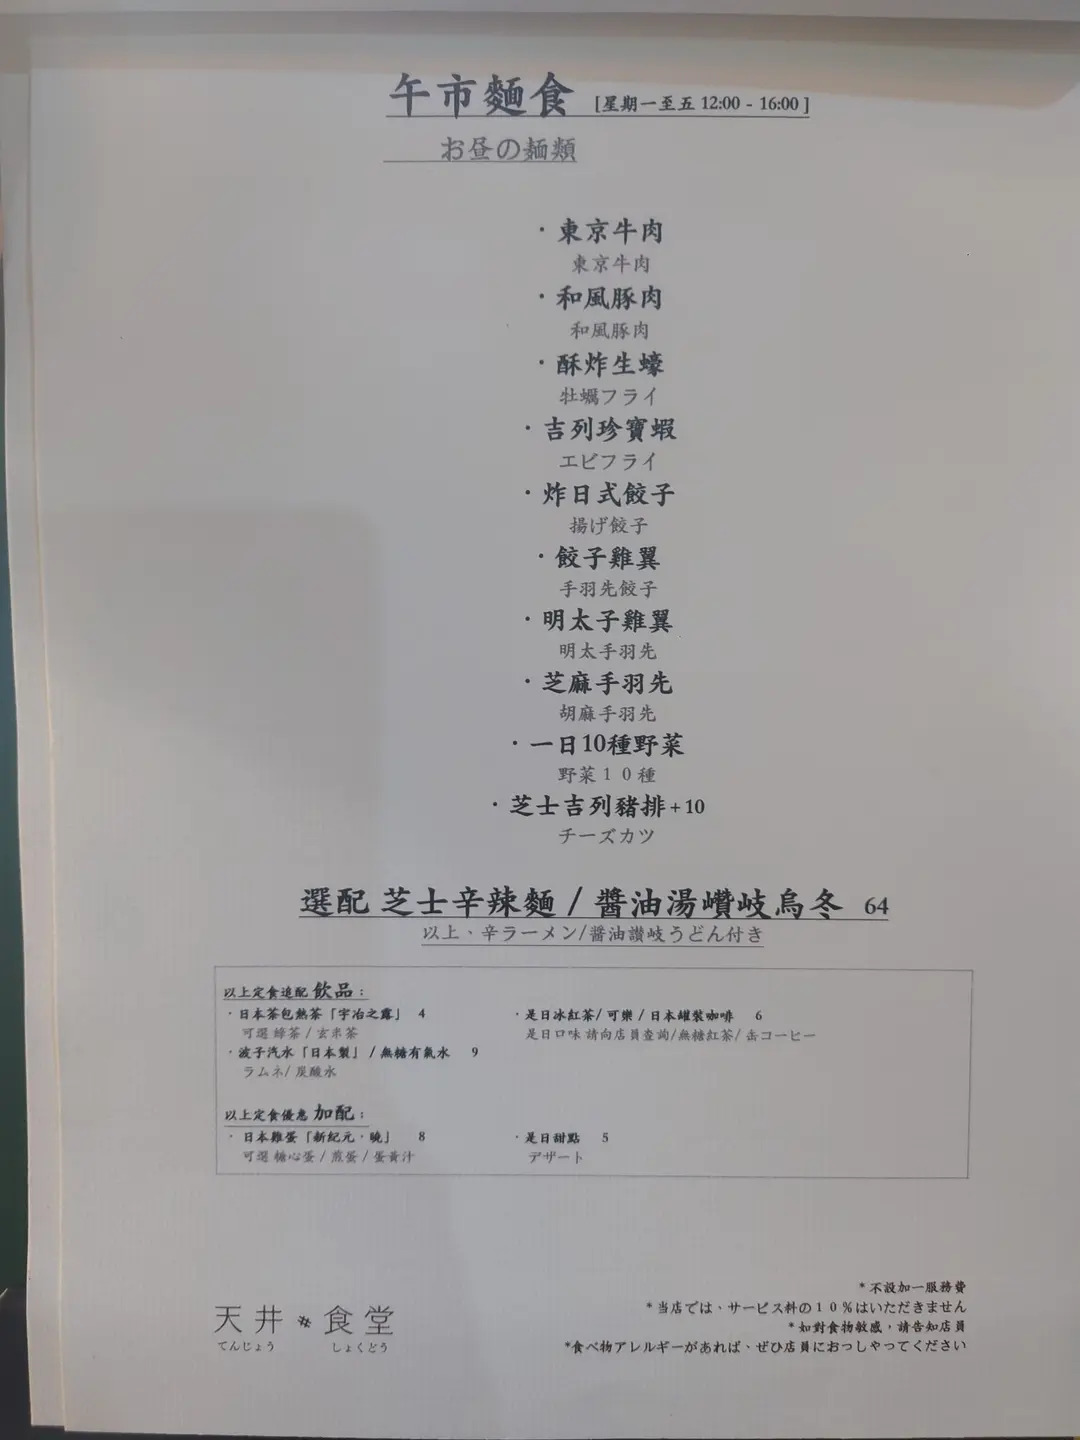 午市麵食 [星期一至五 12:00 - 16:00]
お昼の麺類
・東京牛肉
東京牛肉
・和風豚肉
和風豚肉
・酥炸生蠔
牡蠣フライ
・吉列珍寶蝦
エビフライ
・炸日式餃子
揚げ餃子
・餃子雞翼
手羽先餃子
・明太子雞翼
明太手羽先
・芝麻手羽先
胡麻手羽先
・一日10種野菜
野菜１０種
・芝士吉列豬排+10
チーズカツ
選配 芝士辛辣麵 / 醬油湯巑岐烏冬 64
以上、辛ラーメン/醬油讃岐うどん付き
以上定食追配 飲品：
・日本茶包熱茶「宇冶之露」 4
可選 綠茶 / 玄米茶
・波子汽水「日本製」/ 無糖有氣水 9
ラムネ/ 炭酸水
・是日冰紅茶/ 可樂 / 日本罐裝咖啡 6
是日口味 請向店員查詢/無糖紅茶/ 缶コーヒー
以上定食優惠 加配：
・日本雞蛋「新紀元・曉」 8
可選 糖心蛋 / 煎蛋 / 蛋黃汁
・是日甜點 5
デザート
天井 食堂
てんじょう しょくどう
*不設加一服務費
*当店では、サービス料の１０％はいただきません
*如對食物敏感，請告知店員
*食べ物アレルギーがあれば、ぜひ店員におっしゃってください